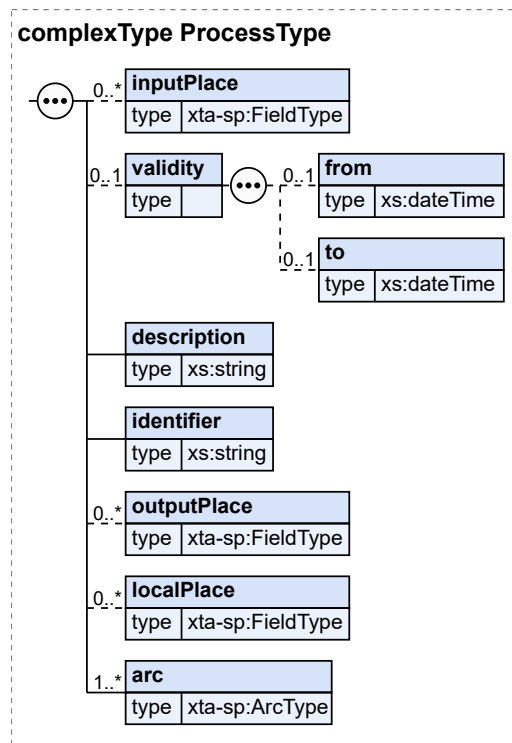 complexType ProcessType
0..* inputPlace
type xta-sp:FieldType
0..1 validity 0..1 from
type type xs:dateTime
0..1 to
type xs:dateTime
description
type xs:string
identifier
type xs:string
0..* outputPlace
type xta-sp:FieldType
0..* localPlace
type xta-sp:FieldType
1..* arc
type xta-sp:ArcType